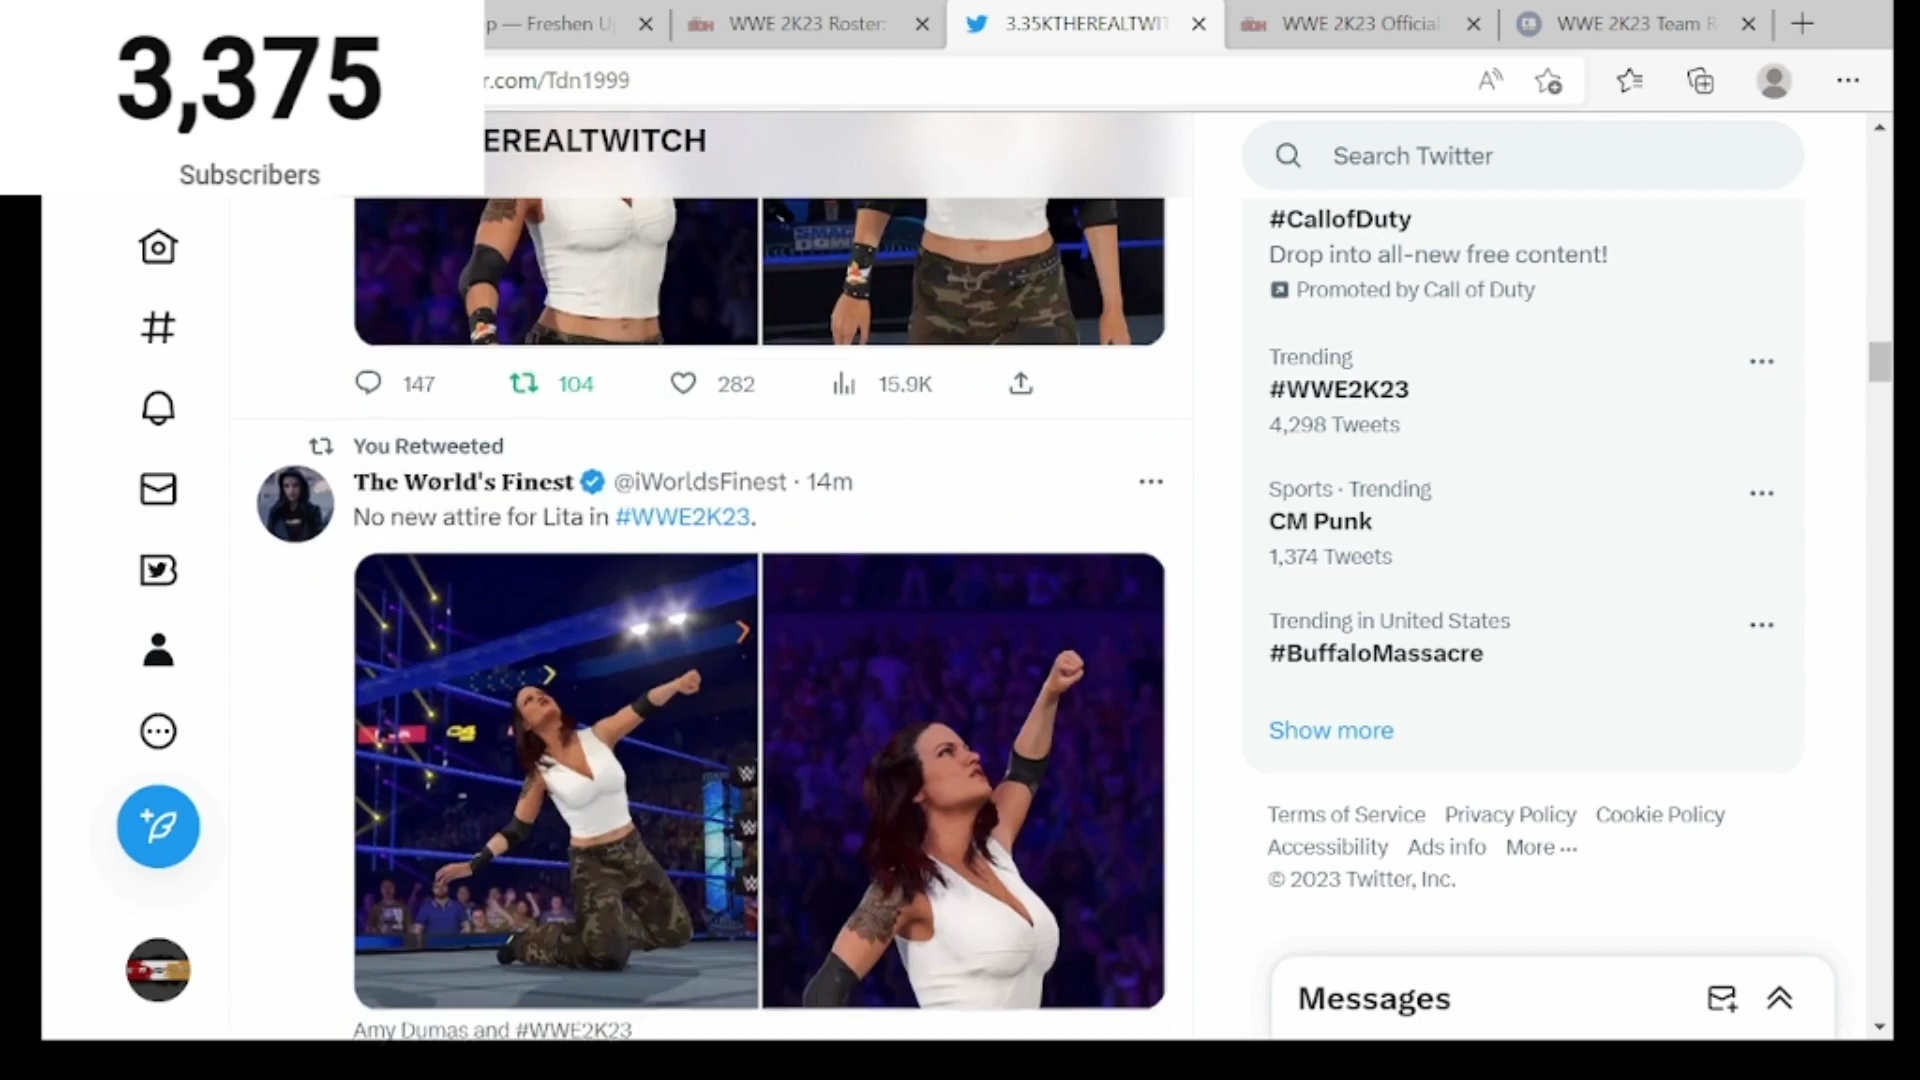 3,375
Subscribers
p — Freshen U
WWE 2K23 Roster:
3.35KTHEREALTWIT
WWE 2K23 Official
WWE 2K23 Team R
r.com/Tdn1999
EREALTWITCH
Search Twitter
#CallofDuty
Drop into all-new free content!
Promoted by Call of Duty
Trending
#WWE2K23
4,298 Tweets
Sports · Trending
CM Punk
1,374 Tweets
Trending in United States
#BuffaloMassacre
Show more
Terms of Service Privacy Policy Cookie Policy
Accessibility Ads info More ...
© 2023 Twitter, Inc.
Messages
SMACK
DOWN
147 104 282 15.9K
You Retweeted
The World's Finest @iWorldsFinest · 14m
No new attire for Lita in #WWE2K23.
Amy Dumas and #WWE2K23